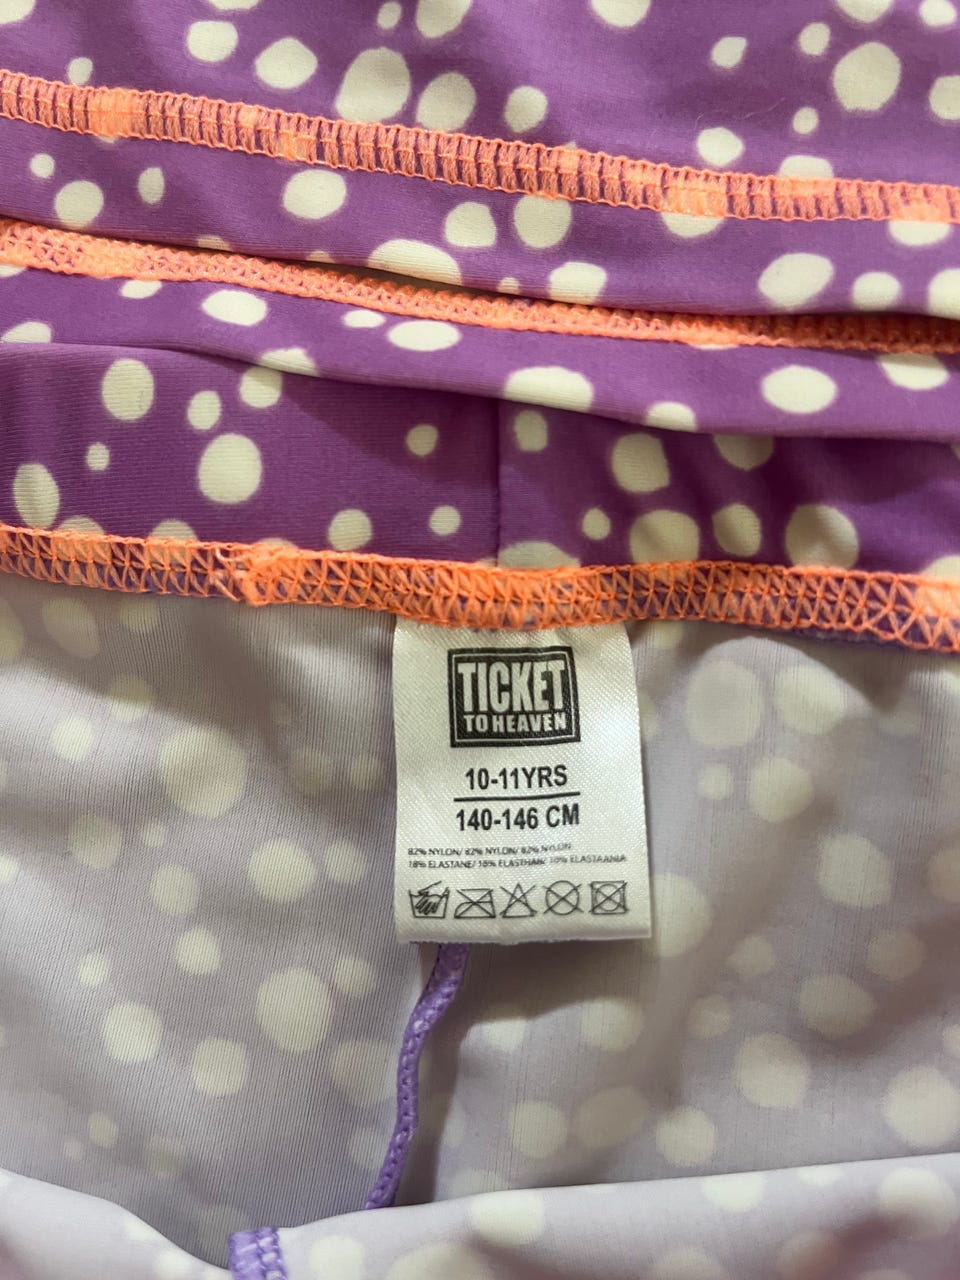 TICKET
TO HEAVEN
10-11YRS
140-146 CM
82% NYLON/ 82% NYLON/ 82% NYLON
18% ELASTANE/ 18% ELASTHAN/ 18% ELASTAANIA